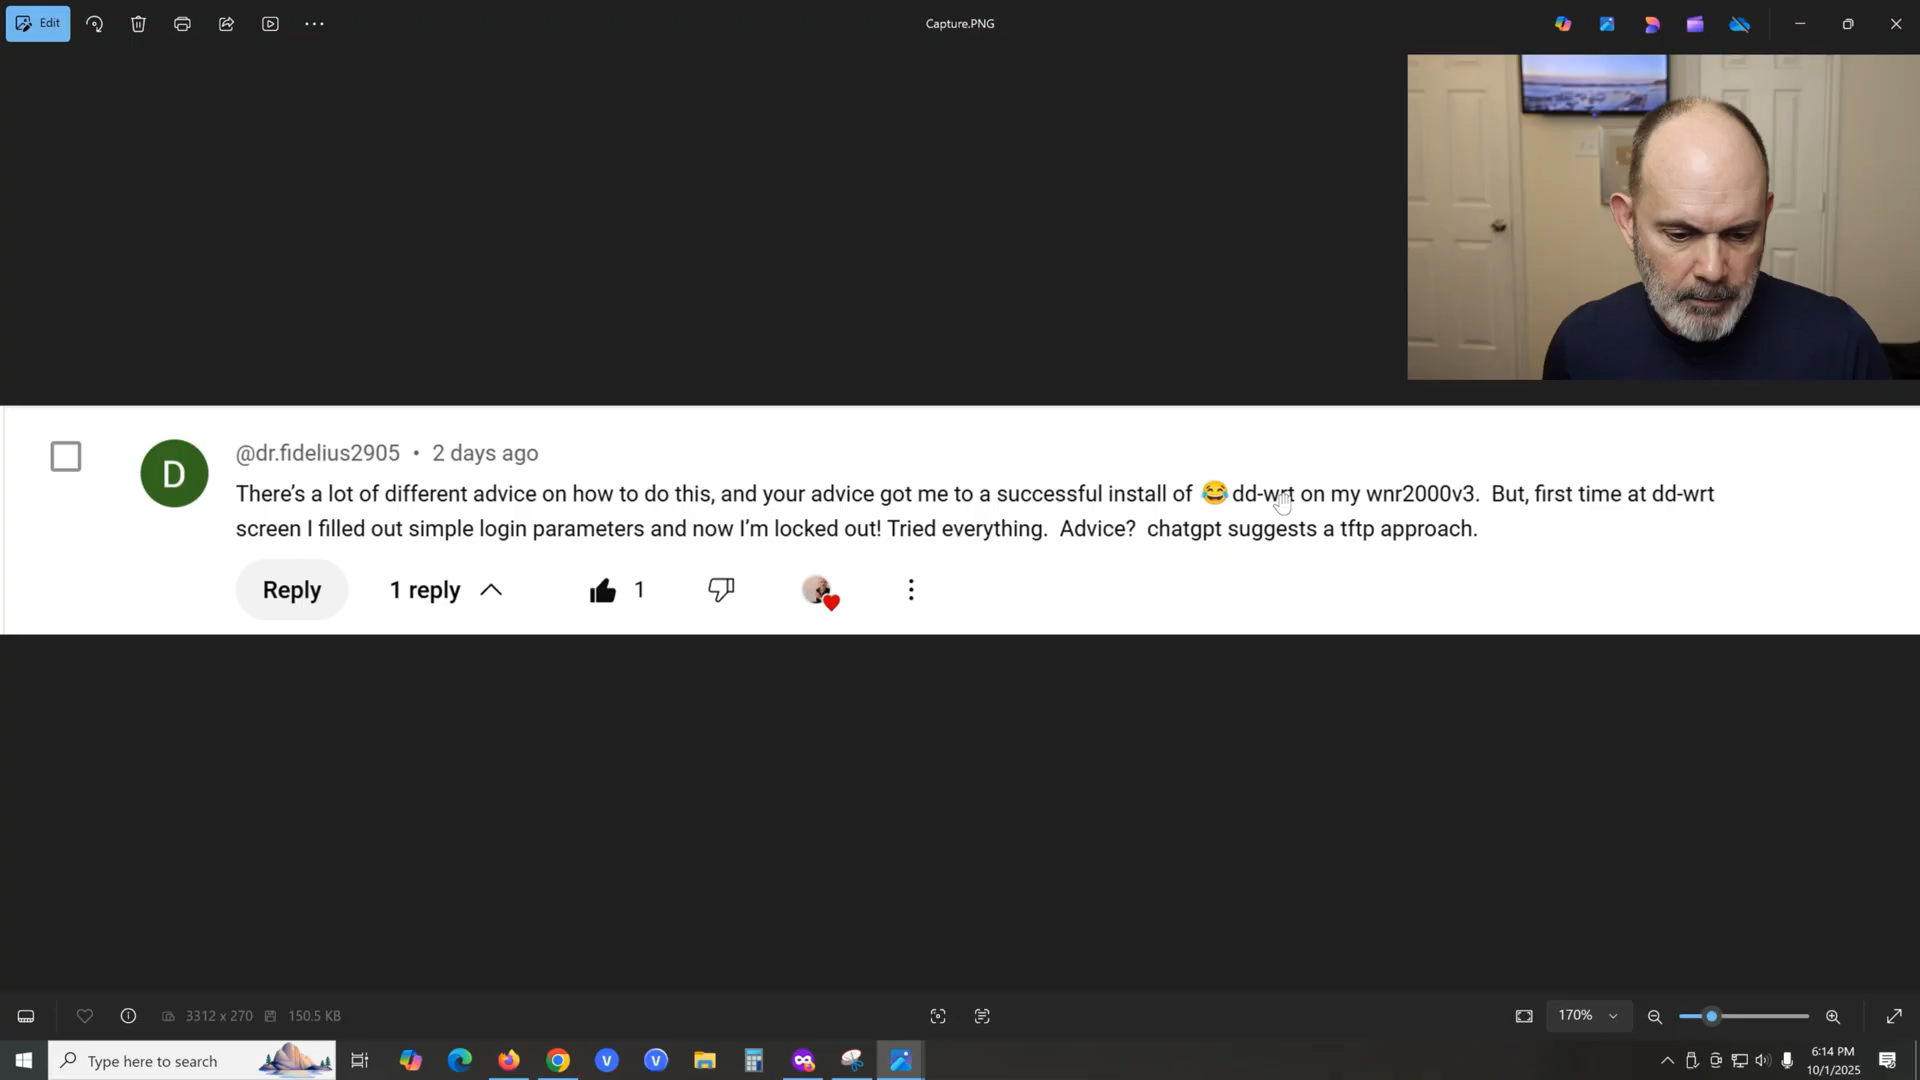 Edit
Capture.PNG
D
@dr.fidelius2905 • 2 days ago
There's a lot of different advice on how to do this, and your advice got me to a successful install of 😂 dd-wrt on my wnr2000v3.  But, first time at dd-wrt
screen I filled out simple login parameters and now I'm locked out! Tried everything.  Advice?  chatgpt suggests a tftp approach.
Reply 1 reply 1
3312 x 270 150.5 KB 170%
Type here to search V V 6:14 PM
10/1/2025